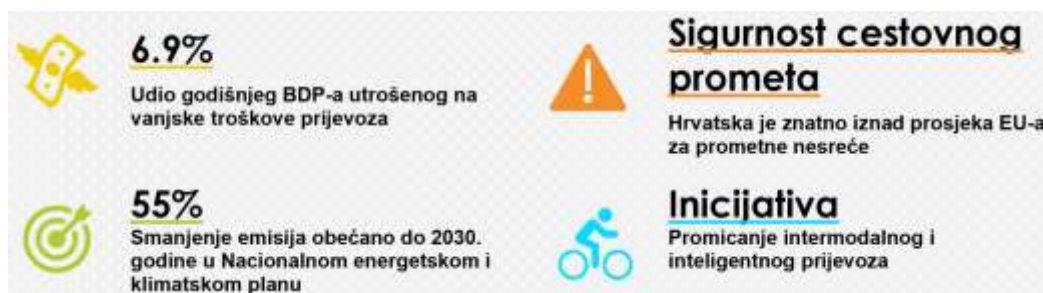 6.9%
Udio godišnjeg BDP-a utrošenog na
vanjske troškove prijevoza
Sigurnost cestovnog
prometa
Hrvatska je znatno iznad prosjeka EU-a
za prometne nesreće
55%
Smanjenje emisija obećano do 2030.
godine u Nacionalnom energetskom i
klimatskom planu
Inicijativa
Promicanje intermodalnog i
inteligentnog prijevoza